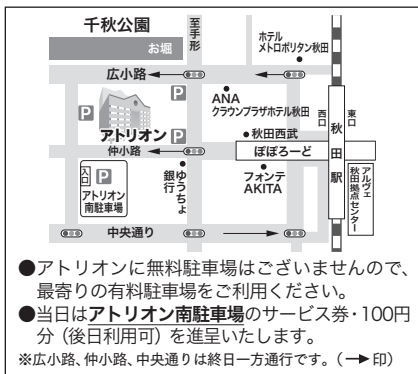 千秋公園
お堀
至手形
ホテル
メトロポリタン秋田
広小路
P
P
ANA
クラウンプラザホテル秋田
アトリオン
P
秋田西武
西口
東口
秋田駅
仲小路
ぽぽろーど
入口
P
アトリオン
南駐車場
ゆうちょ
銀行
フォンテ
AKITA
アルヴェ
秋田拠点センター
中央通り
●アトリオンに無料駐車場はございませんので、
最寄りの有料駐車場をご利用ください。
●当日はアトリオン南駐車場のサービス券・100円
分（後日利用可）を進呈いたします。
※広小路、仲小路、中央通りは終日一方通行です。（→印）